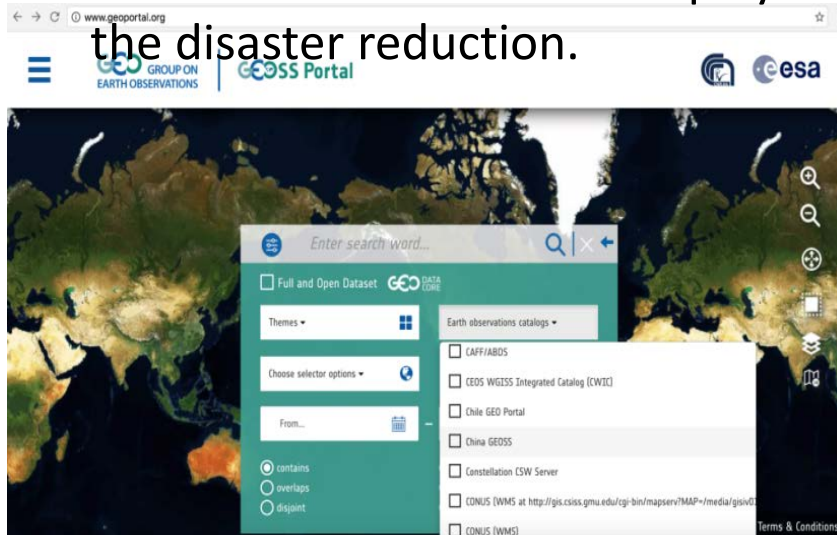 www.geoportal.org
the disaster reduction.
GEO GROUP ON
EARTH OBSERVATIONS
GEOSS Portal
esa
Enter search word...
Full and Open Dataset GEO DATA
CORE
Themes
Earth observations catalogs
CAFF/ABDS
Choose selector options
CEOS WGISS Integrated Catalog (CWIC)
Chile GEO Portal
From...
China GEOSS
contains
Constellation CSW Server
overlaps
CONUS (WMS at http://gis.csiss.gmu.edu/cgi-bin/mapserv?MAP=/media/gisiv01
disjoint
CONUS (WMS)
Terms & Conditions